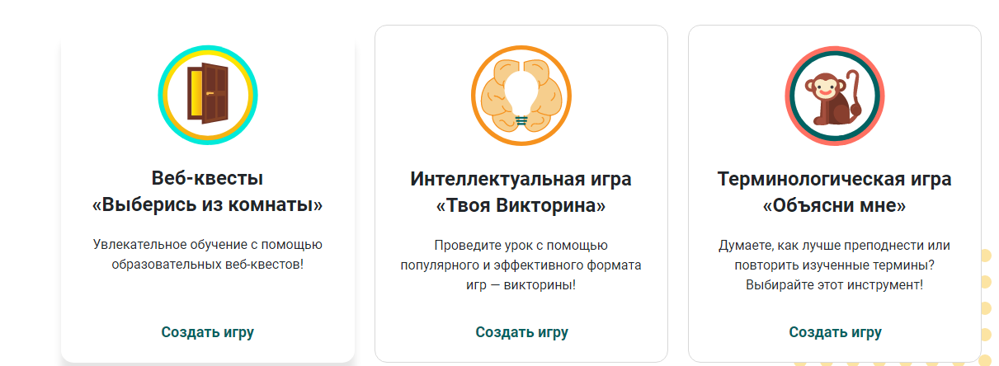 Веб-квесты
«Выберись из комнаты»
Увлекательное обучение с помощью
образовательных веб-квестов!
Создать игру
Интеллектуальная игра
«Твоя Викторина»
Проведите урок с помощью
популярного и эффективного формата
игр — викторины!
Создать игру
Терминологическая игра
«Объясни мне»
Думаете, как лучше преподнести или
повторить изученные термины?
Выбирайте этот инструмент!
Создать игру